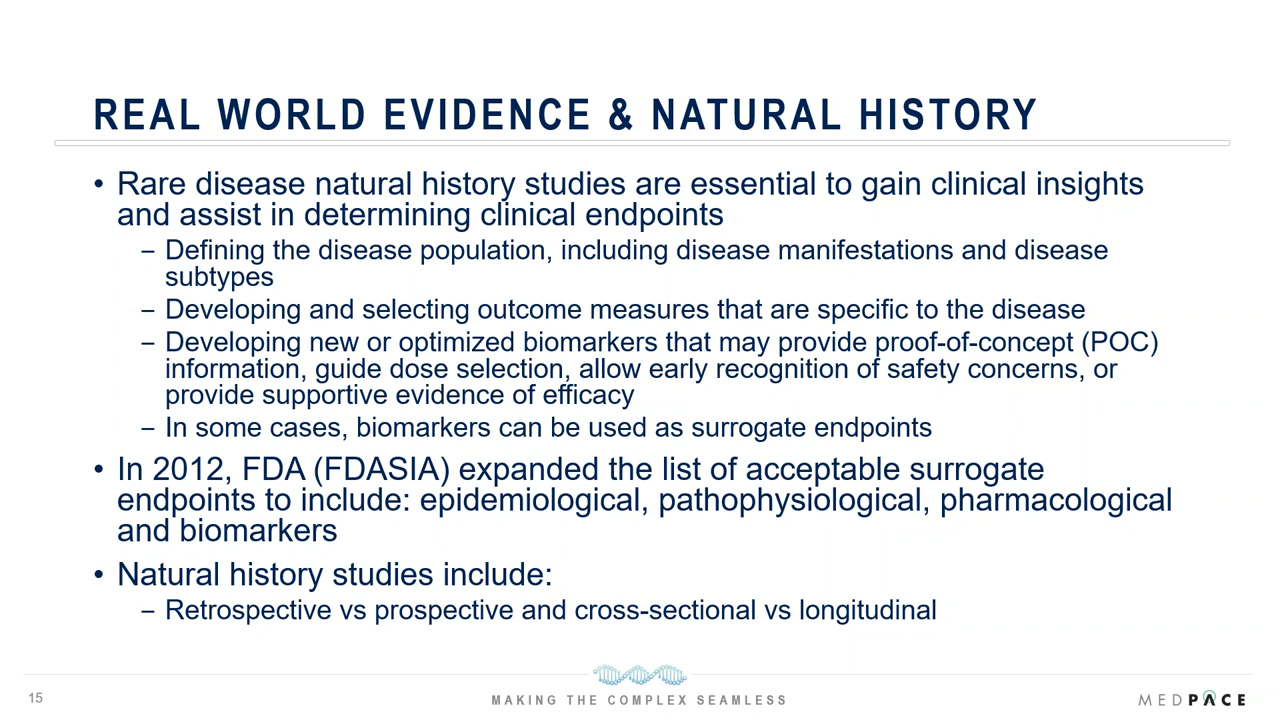 REAL WORLD EVIDENCE & NATURAL HISTORY
• Rare disease natural history studies are essential to gain clinical insights
and assist in determining clinical endpoints
– Defining the disease population, including disease manifestations and disease
subtypes
– Developing and selecting outcome measures that are specific to the disease
– Developing new or optimized biomarkers that may provide proof-of-concept (POC)
information, guide dose selection, allow early recognition of safety concerns, or
provide supportive evidence of efficacy
– In some cases, biomarkers can be used as surrogate endpoints
• In 2012, FDA (FDASIA) expanded the list of acceptable surrogate
endpoints to include: epidemiological, pathophysiological, pharmacological
and biomarkers
• Natural history studies include:
– Retrospective vs prospective and cross-sectional vs longitudinal
15
MAKING THE COMPLEX SEAMLESS
MEDPACE